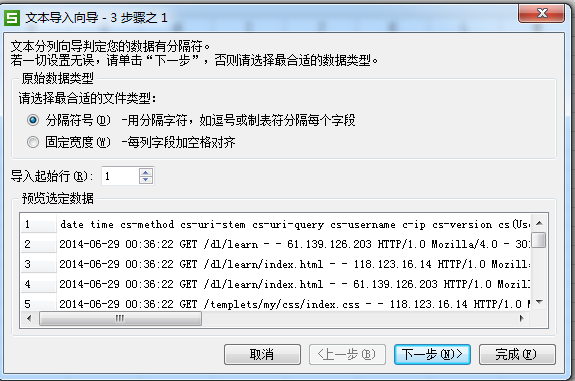 S 文本导入向导 - 3 步骤之 1
文本分列向导判定您的数据有分隔符。
若一切设置无误，请单击“下一步”，否则请选择最合适的数据类型。
原始数据类型
请选择最合适的文件类型：
分隔符号(D) -用分隔字符，如逗号或制表符分隔每个字段
固定宽度(W) -每列字段加空格对齐
导入起始行(R): 1
预览选定数据
1 date time cs-method cs-uri-stem cs-uri-query cs-username c-ip cs-version cs(Us
2 2014-06-29 00:36:22 GET /dl/learn - - 61.139.126.203 HTTP/1.0 Mozilla/4.0 - 30
3 2014-06-29 00:36:22 GET /dl/learn/index.html - - 118.123.16.14 HTTP/1.0 Mozill
4 2014-06-29 00:36:22 GET /dl/learn/index.html - - 61.139.126.203 HTTP/1.0 Mozil
5 2014-06-29 00:36:22 GET /templets/my/css/index.css - - 118.123.16.14 HTTP/1.0 M
取消 <上一步(B) 下一步(N)> 完成(F)